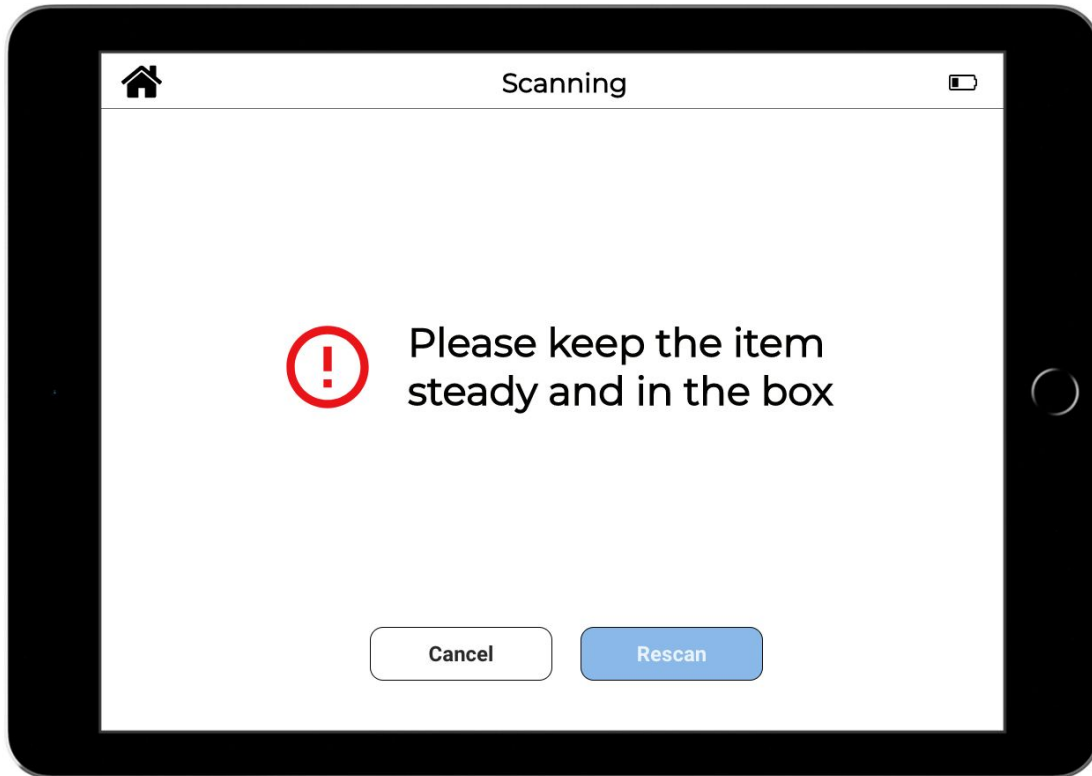 Scanning
Please keep the item
steady and in the box
Cancel
Rescan